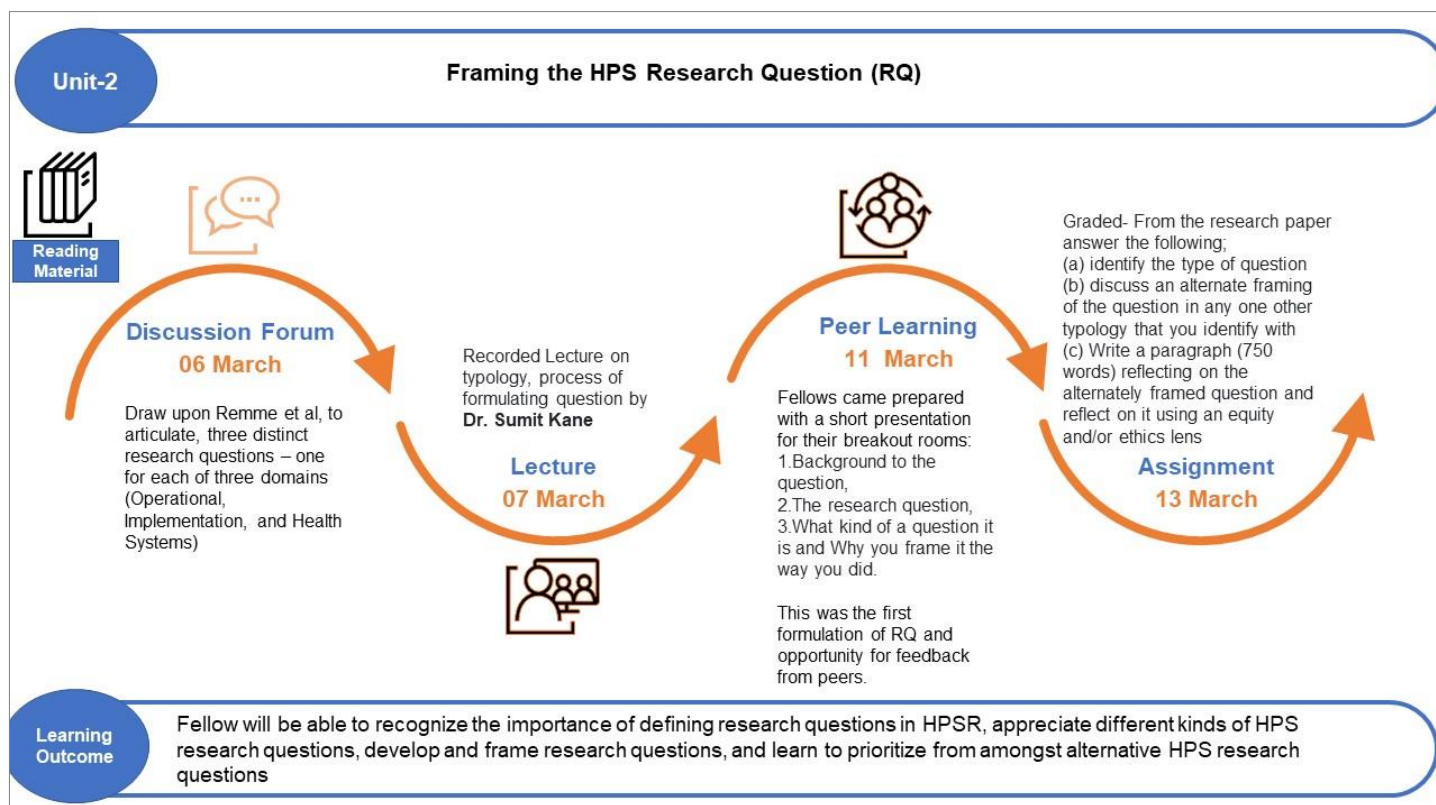 Unit-2
Framing the HPS Research Question (RQ)
Reading
Material
Discussion Forum
06 March
Draw upon Remme et al, to
articulate, three distinct
research questions – one
for each of three domains
(Operational,
Implementation, and Health
Systems)
Recorded Lecture on
typology, process of
formulating question by
Dr. Sumit Kane
Lecture
07 March
Peer Learning
11 March
Fellows came prepared
with a short presentation
for their breakout rooms:
1.Background to the
question,
2.The research question,
3.What kind of a question it
is and Why you frame it the
way you did.
This was the first
formulation of RQ and
opportunity for feedback
from peers.
Graded- From the research paper
answer the following;
(a) identify the type of question
(b) discuss an alternate framing
of the question in any one other
typology that you identify with
(c) Write a paragraph (750
words) reflecting on the
alternately framed question and
reflect on it using an equity
and/or ethics lens
Assignment
13 March
Learning
Outcome
Fellow will be able to recognize the importance of defining research questions in HPSR, appreciate different kinds of HPS
research questions, develop and frame research questions, and learn to prioritize from amongst alternative HPS research
questions